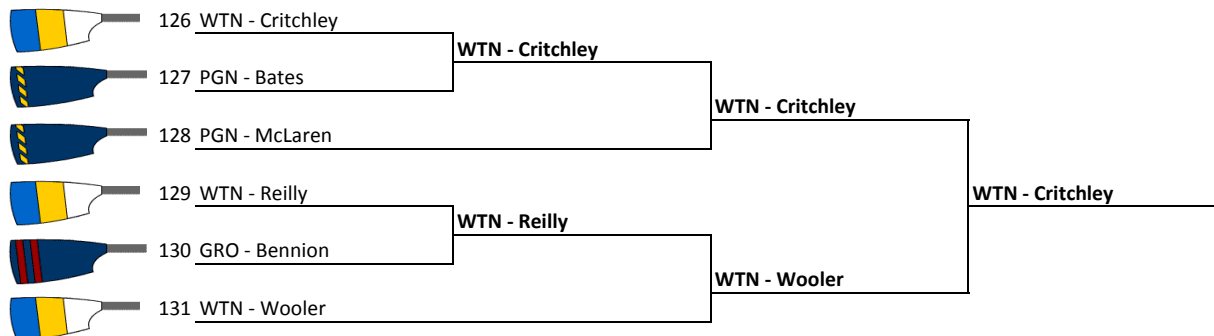 126 WTN - Critchley
WTN - Critchley
127 PGN - Bates
WTN - Critchley
128 PGN - McLaren
WTN - Critchley
129 WTN - Reilly
WTN - Reilly
130 GRO - Bennion
WTN - Wooler
131 WTN - Wooler